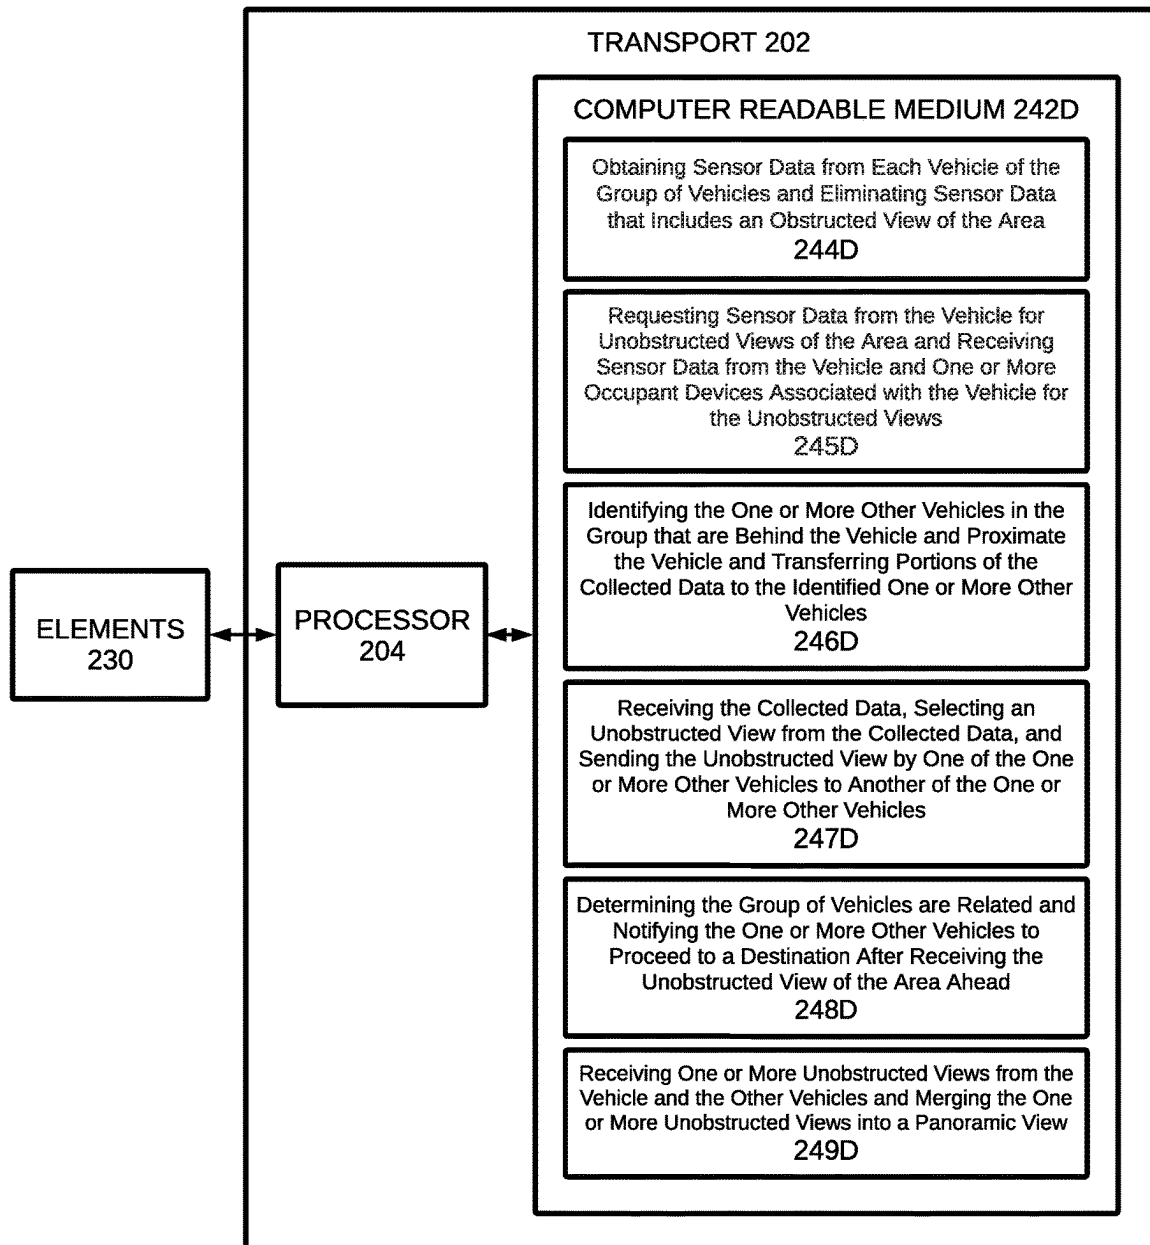 TRANSPORT 202
COMPUTER READABLE MEDIUM 242D
Obtaining Sensor Data from Each Vehicle of the
Group of Vehicles and Eliminating Sensor Data
that Includes an Obstructed View of the Area
244D
Requesting Sensor Data from the Vehicle for
Unobstructed Views of the Area and Receiving
Sensor Data from the Vehicle and One or More
Occupant Devices Associated with the Vehicle for
the Unobstructed Views
245D
Identifying the One or More Other Vehicles in the
Group that are Behind the Vehicle and Proximate
the Vehicle and Transferring Portions of the
Collected Data to the Identified One or More Other
Vehicles
246D
ELEMENTS
230
PROCESSOR
204
Receiving the Collected Data, Selecting an
Unobstructed View from the Collected Data, and
Sending the Unobstructed View by One of the One
or More Other Vehicles to Another of the One or
More Other Vehicles
247D
Determining the Group of Vehicles are Related and
Notifying the One or More Other Vehicles to
Proceed to a Destination After Receiving the
Unobstructed View of the Area Ahead
248D
Receiving One or More Unobstructed Views from the
Vehicle and the Other Vehicles and Merging the One
or More Unobstructed Views into a Panoramic View
249D